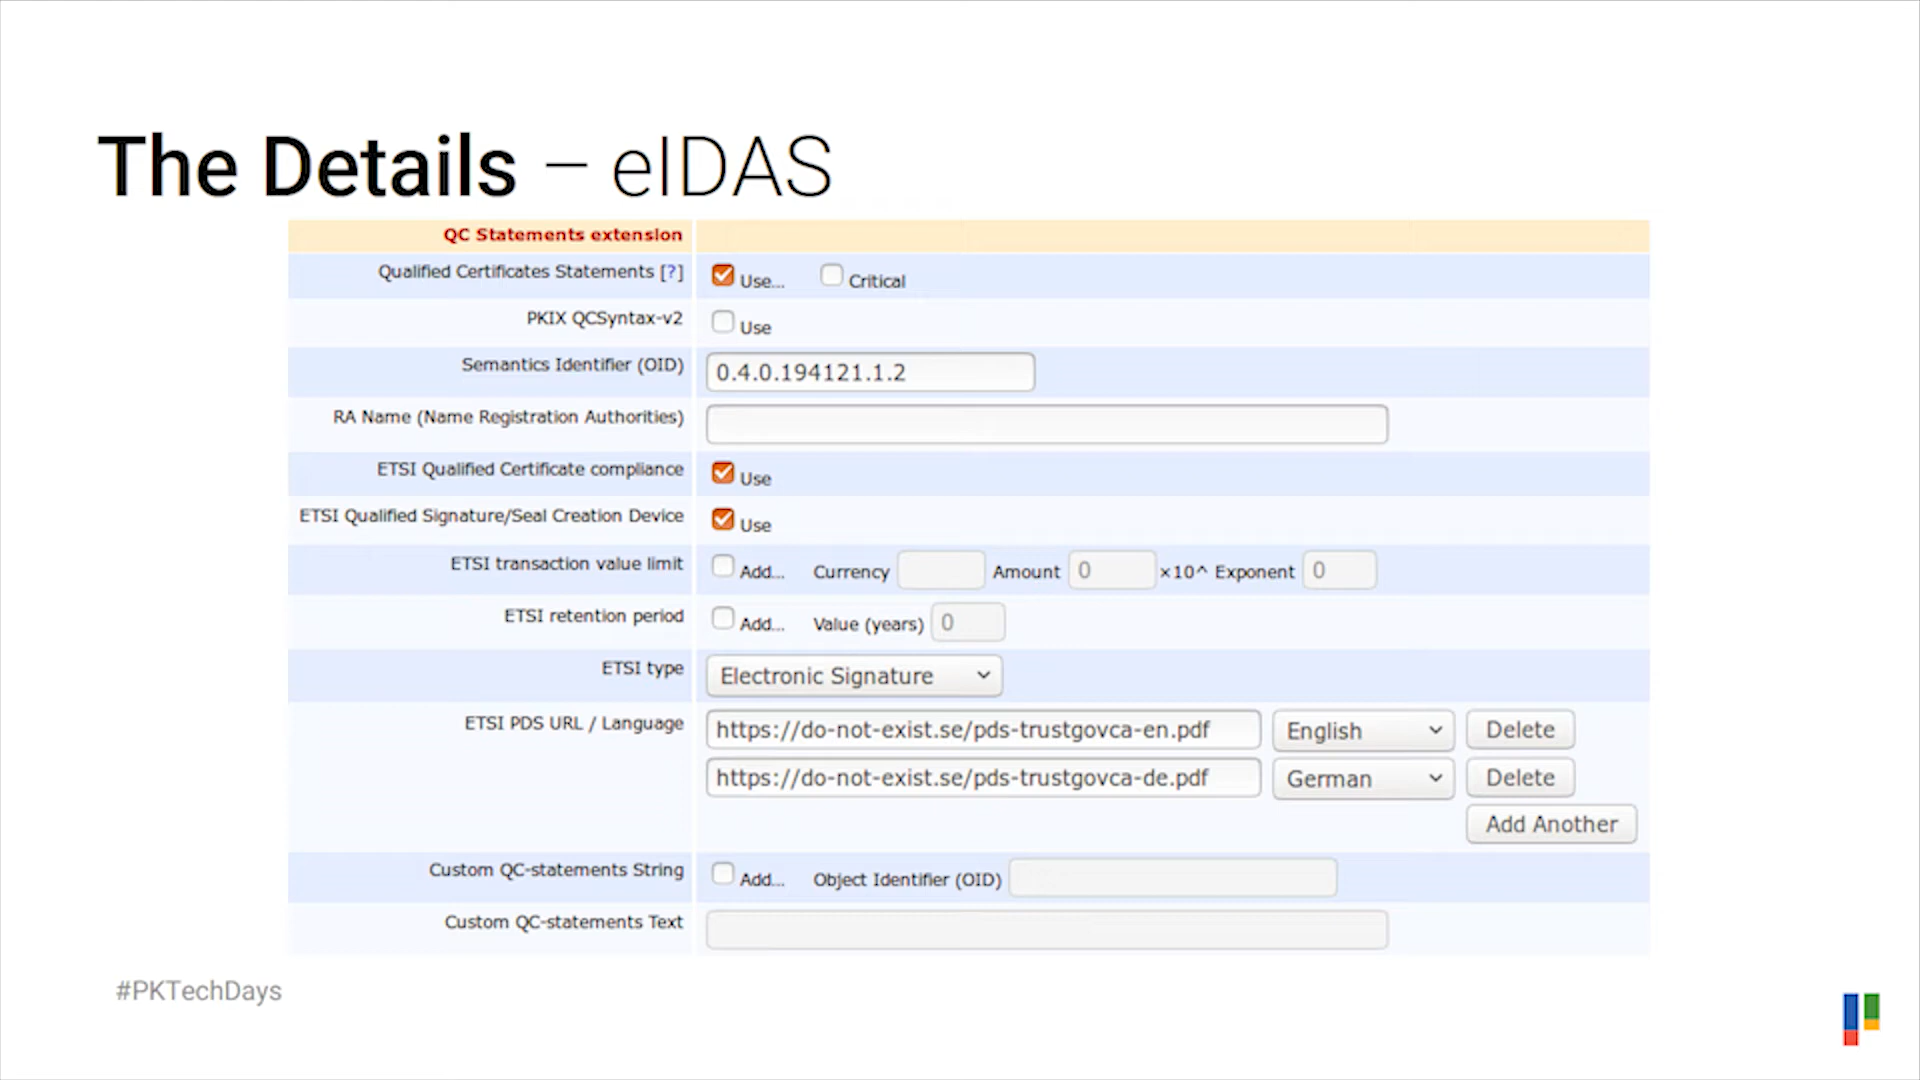 The Details – eIDAS
QC Statements extension
Qualified Certificates Statements [?] Use... Critical
PKIX QCSyntax-v2 Use
Semantics Identifier (OID) 0.4.0.194121.1.2
RA Name (Name Registration Authorities)
ETSI Qualified Certificate compliance Use
ETSI Qualified Signature/Seal Creation Device Use
ETSI transaction value limit Add... Currency Amount 0 ×10^ Exponent 0
ETSI retention period Add... Value (years) 0
ETSI type Electronic Signature
ETSI PDS URL / Language https://do-not-exist.se/pds-trustgovca-en.pdf English Delete
https://do-not-exist.se/pds-trustgovca-de.pdf German Delete
Add Another
Custom QC-statements String Add... Object Identifier (OID)
Custom QC-statements Text
#PKTechDays